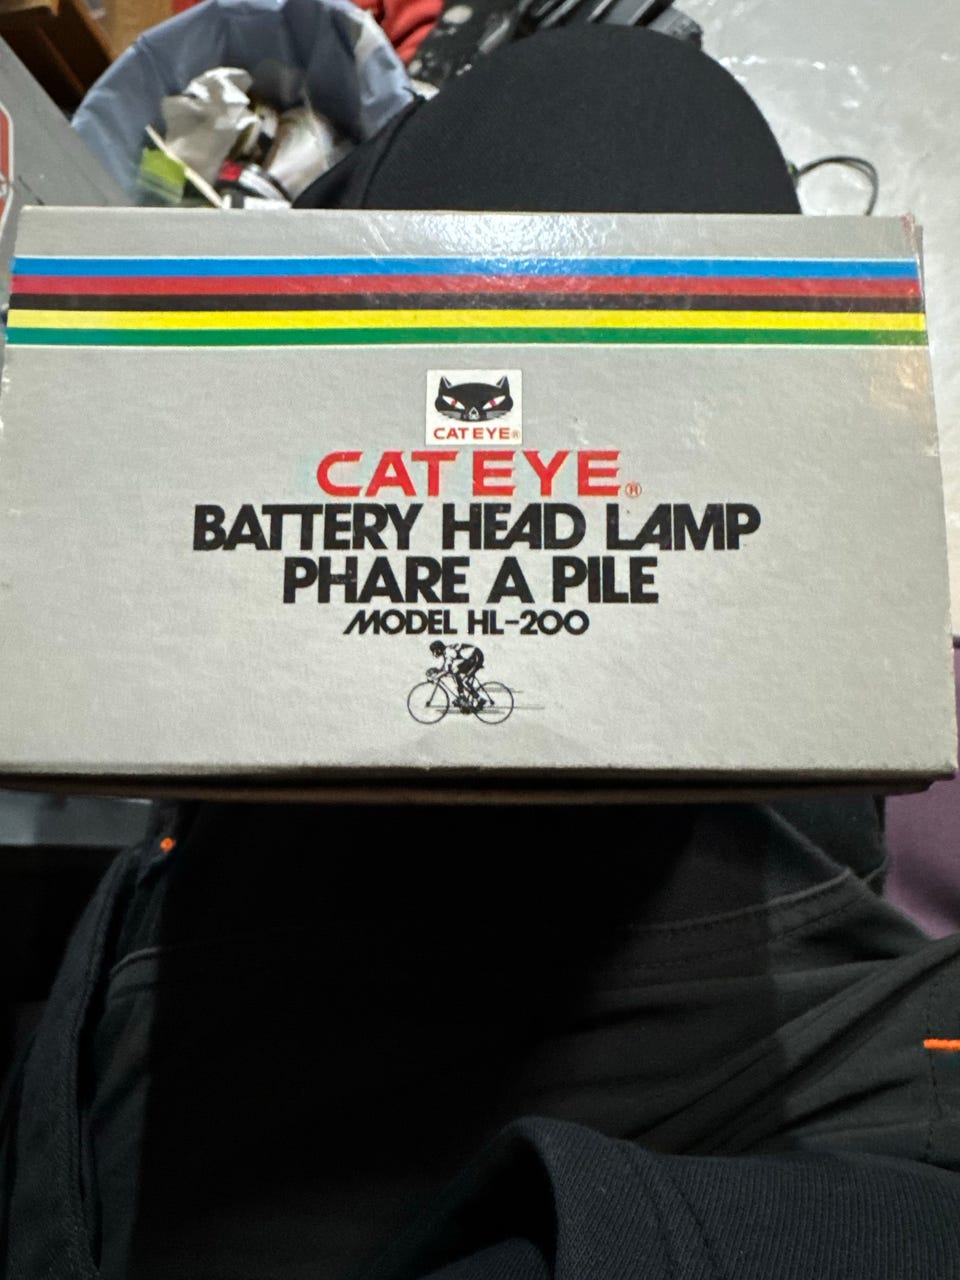 CATEYE®
CATEYE®
BATTERY HEAD LAMP
PHARE A PILE
MODEL HL-200